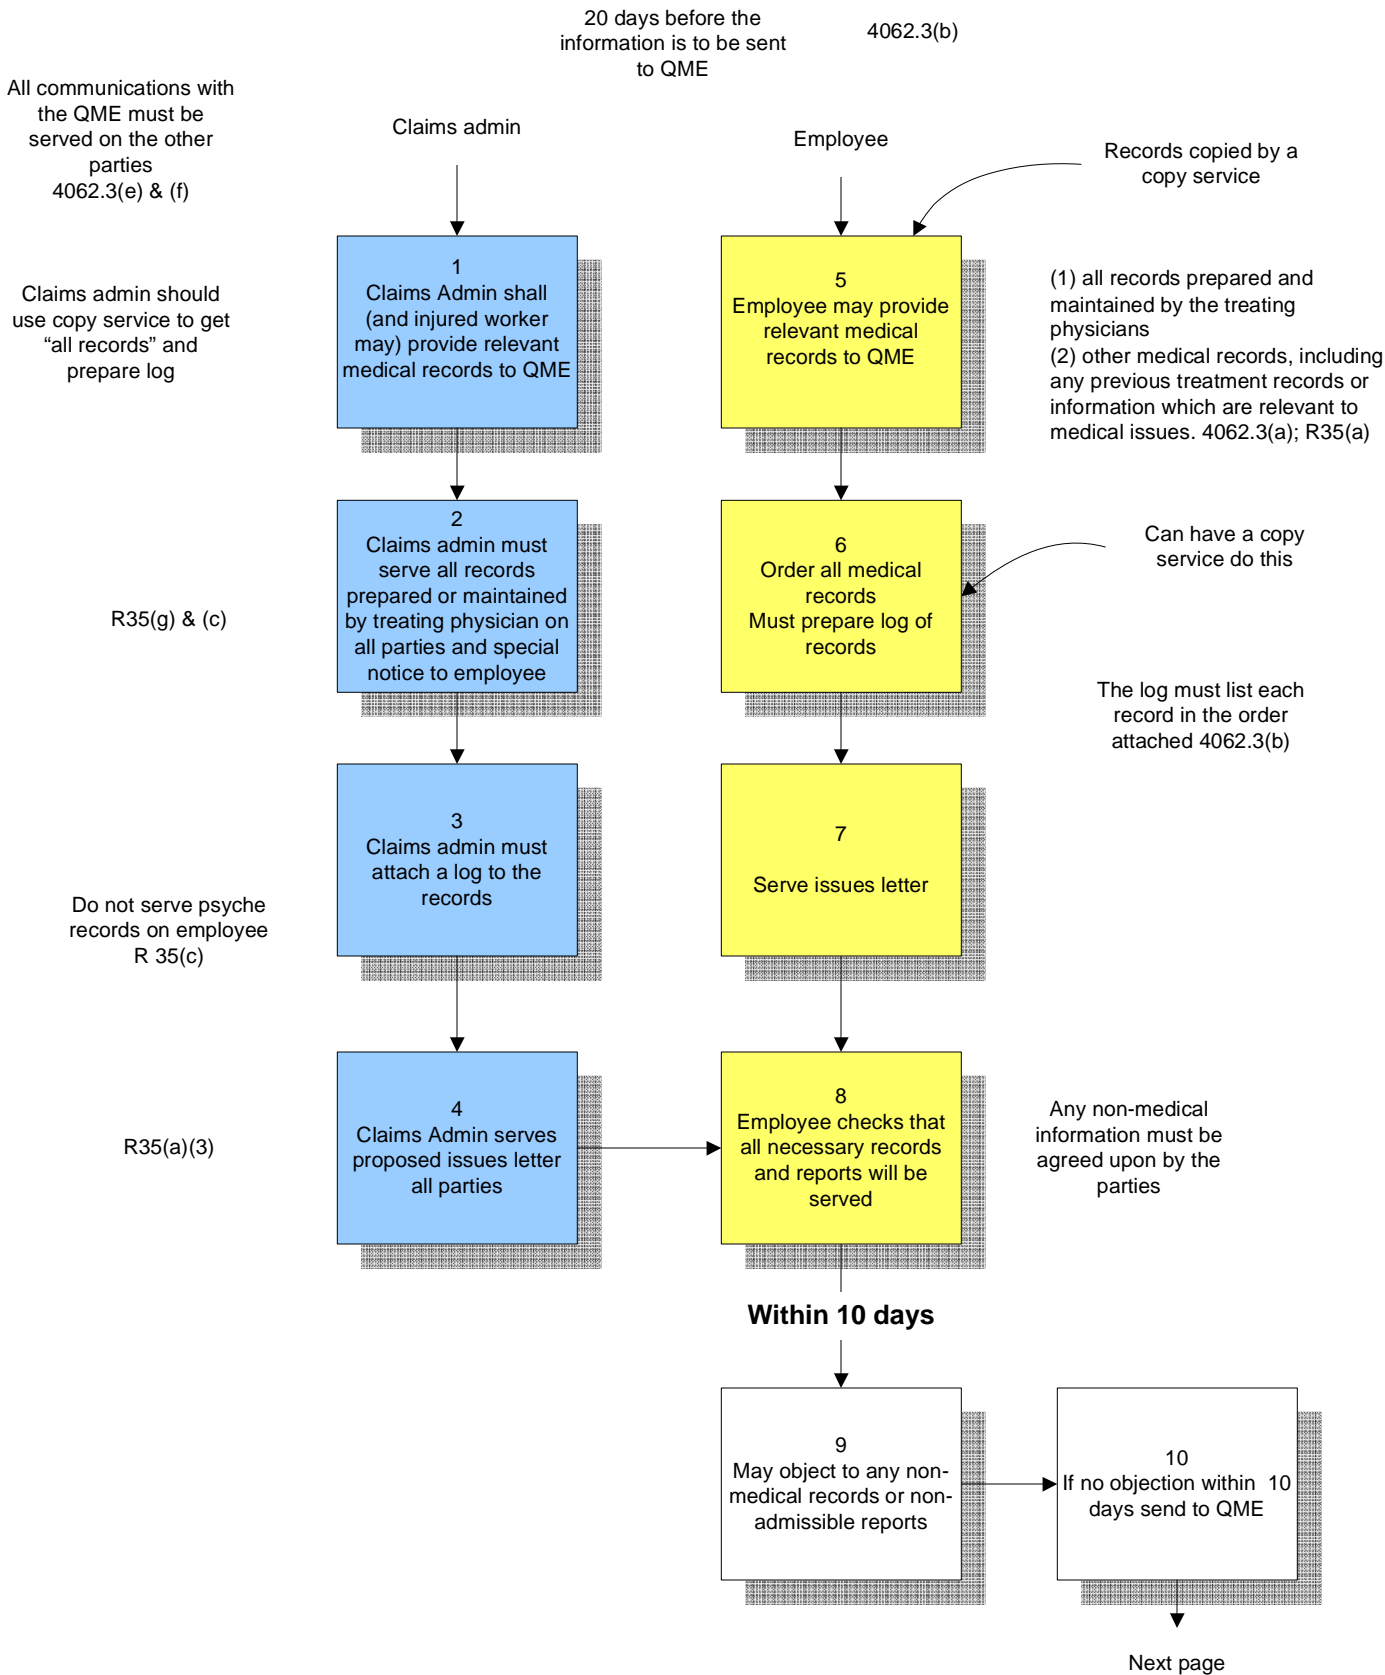 20 days before the
information is to be sent
to QME
4062.3(b)
All communications with
the QME must be
served on the other
parties
4062.3(e) & (f)
Claims admin
Employee
Records copied by a
copy service
Claims admin should
use copy service to get
“all records” and
prepare log
1
Claims Admin shall
(and injured worker
may) provide relevant
medical records to QME
5
Employee may provide
relevant medical
records to QME
(1) all records prepared and
maintained by the treating
physicians
(2) other medical records, including
any previous treatment records or
information which are relevant to
medical issues. 4062.3(a); R35(a)
R35(g) & (c)
2
Claims admin must
serve all records
prepared or maintained
by treating physician on
all parties and special
notice to employee
6
Order all medical
records
Must prepare log of
records
Can have a copy
service do this
The log must list each
record in the order
attached 4062.3(b)
Do not serve psyche
records on employee
R 35(c)
3
Claims admin must
attach a log to the
records
7
Serve issues letter
R35(a)(3)
4
Claims Admin serves
proposed issues letter
all parties
8
Employee checks that
all necessary records
and reports will be
served
Any non-medical
information must be
agreed upon by the
parties
Within 10 days
9
May object to any non-
medical records or non-
admissible reports
10
If no objection within  10
days send to QME
Next page